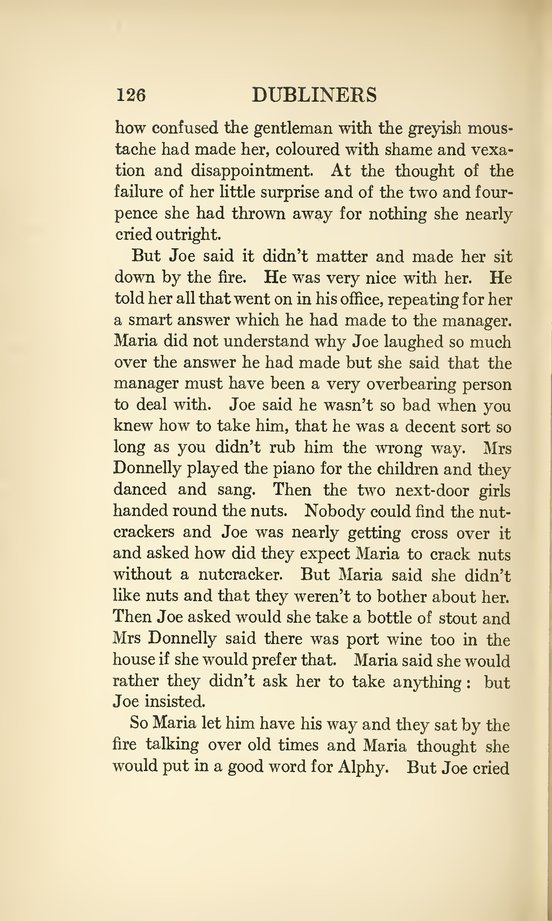 126 DUBLINERS
how confused the gentleman with the greyish mous-
tache had made her, coloured with shame and vexa-
tion and disappointment. At the thought of the
failure of her little surprise and of the two and four-
pence she had thrown away for nothing she nearly
cried outright.
But Joe said it didn't matter and made her sit
down by the fire. He was very nice with her. He
told her all that went on in his office, repeating for her
a smart answer which he had made to the manager.
Maria did not understand why Joe laughed so much
over the answer he had made but she said that the
manager must have been a very overbearing person
to deal with. Joe said he wasn't so bad when you
knew how to take him, that he was a decent sort so
long as you didn't rub him the wrong way. Mrs
Donnelly played the piano for the children and they
danced and sang. Then the two next-door girls
handed round the nuts. Nobody could find the nut-
crackers and Joe was nearly getting cross over it
and asked how did they expect Maria to crack nuts
without a nutcracker. But Maria said she didn't
like nuts and that they weren't to bother about her.
Then Joe asked would she take a bottle of stout and
Mrs Donnelly said there was port wine too in the
house if she would prefer that. Maria said she would
rather they didn't ask her to take anything : but
Joe insisted.
So Maria let him have his way and they sat by the
fire talking over old times and Maria thought she
would put in a good word for Alphy. But Joe cried